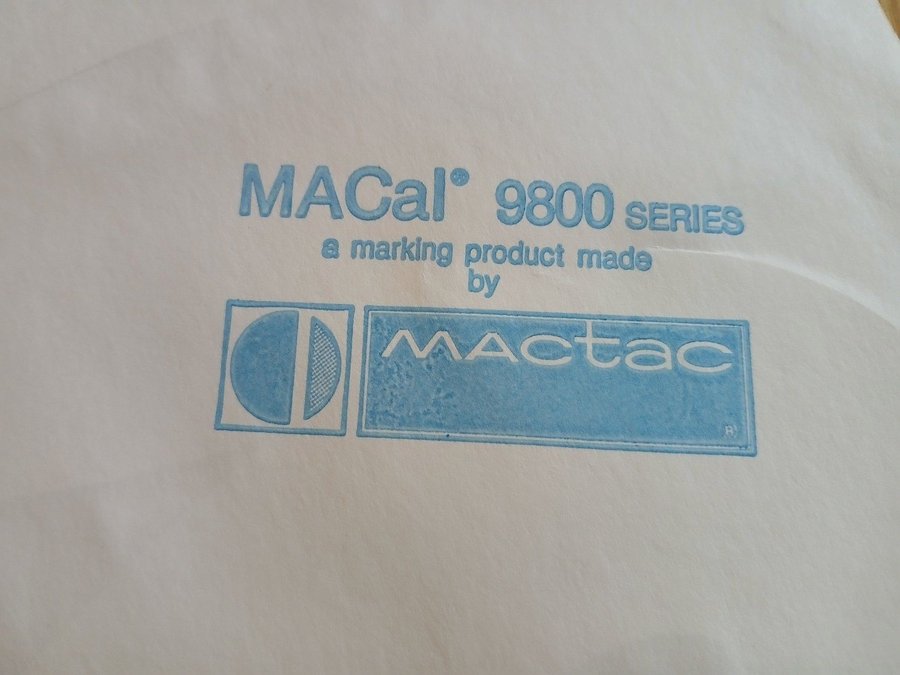 MACal® 9800 SERIES
a marking product made
by
MACtac
®